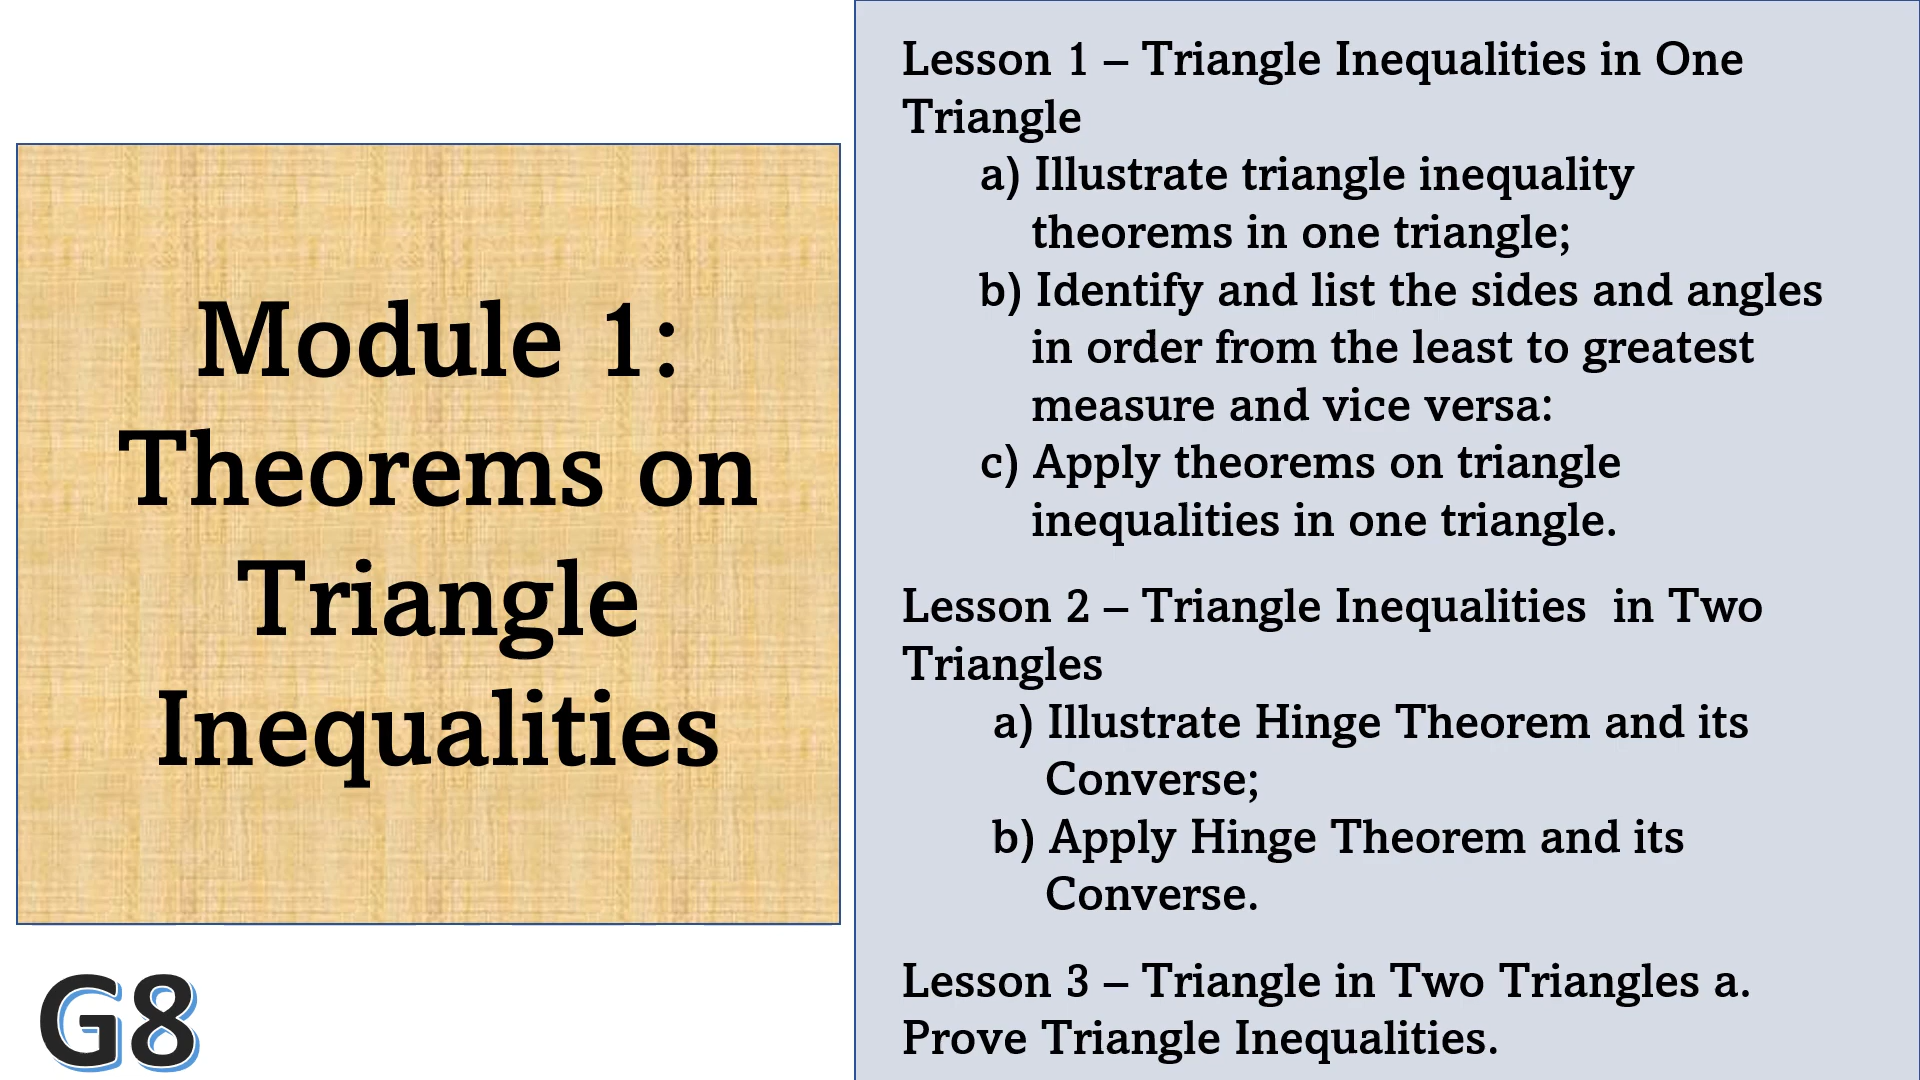 Module 1:
Theorems on
Triangle
Inequalities
G8
Lesson 1 – Triangle Inequalities in One
Triangle
a) Illustrate triangle inequality
theorems in one triangle;
b) Identify and list the sides and angles
in order from the least to greatest
measure and vice versa:
c) Apply theorems on triangle
inequalities in one triangle.
Lesson 2 – Triangle Inequalities  in Two
Triangles
a) Illustrate Hinge Theorem and its
Converse;
b) Apply Hinge Theorem and its
Converse.
Lesson 3 – Triangle in Two Triangles a.
Prove Triangle Inequalities.